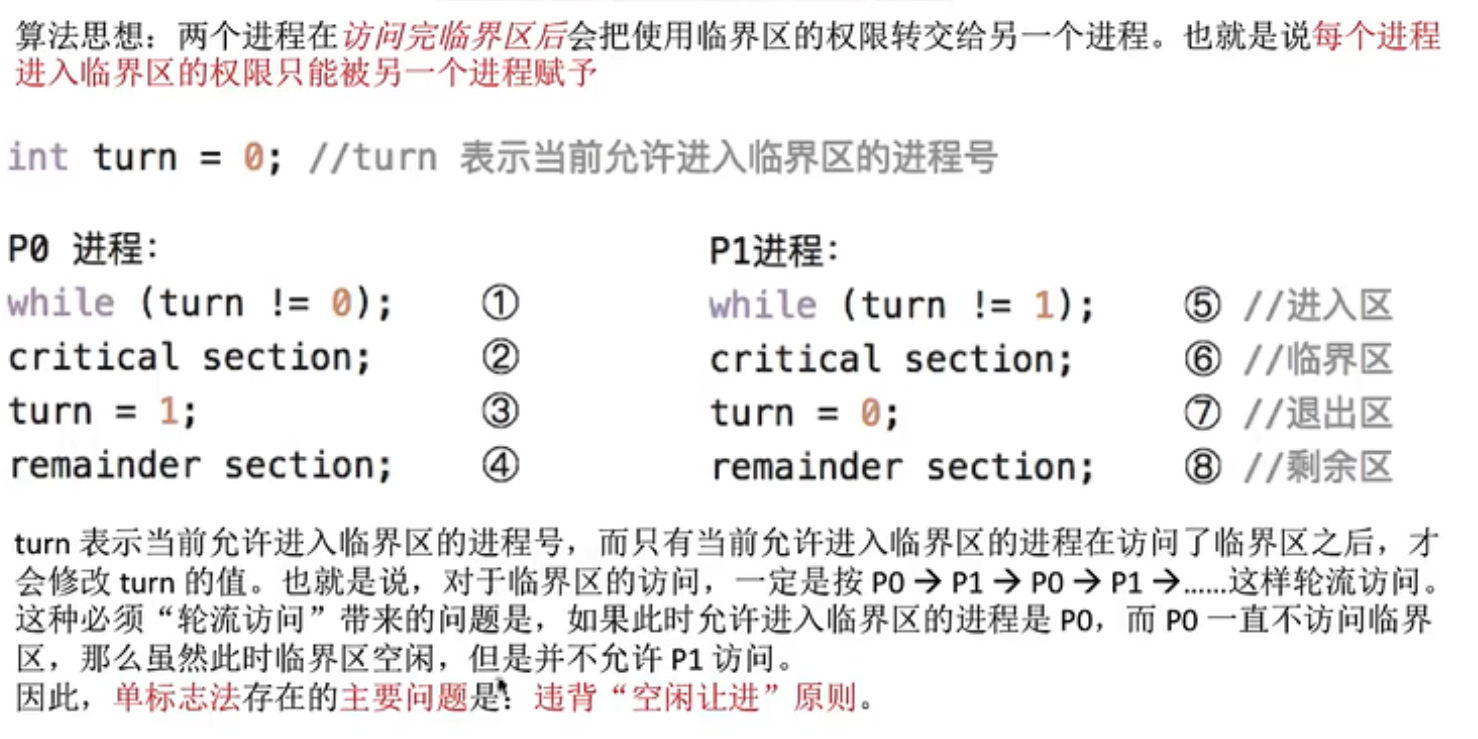 算法思想：两个进程在访问完临界区后会把使用临界区的权限转交给另一个进程。也就是说每个进程
进入临界区的权限只能被另一个进程赋予
int turn = 0; //turn 表示当前允许进入临界区的进程号
P0 进程: P1进程:
while (turn != 0); ① while (turn != 1); ⑤ //进入区
critical section; ② critical section; ⑥ //临界区
turn = 1; ③ turn = 0; ⑦ //退出区
remainder section; ④ remainder section; ⑧ //剩余区
turn 表示当前允许进入临界区的进程号，而只有当前允许进入临界区的进程在访问了临界区之后，才
会修改 turn 的值。也就是说，对于临界区的访问，一定是按 P0 → P1 → P0 → P1 →……这样轮流访问。
这种必须“轮流访问”带来的问题是，如果此时允许进入临界区的进程是 P0，而 P0 一直不访问临界
区，那么虽然此时临界区空闲，但是并不允许 P1 访问。
因此，单标志法存在的主要问题是：违背“空闲让进”原则。